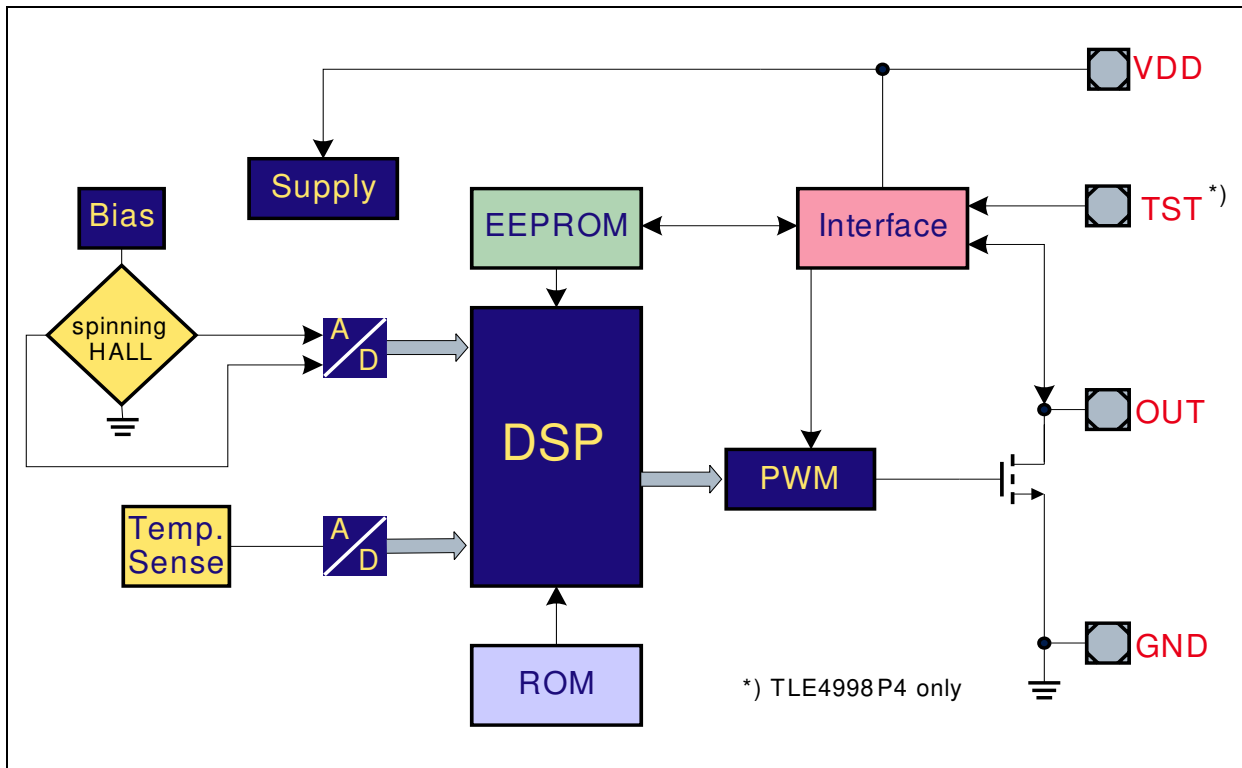 VDD
Supply
Bias
TST *)
EEPROM
Interface
spinning
HALL
A
D
OUT
DSP
PWM
Temp.
Sense
A
D
GND
ROM
*) TLE4998P4 only